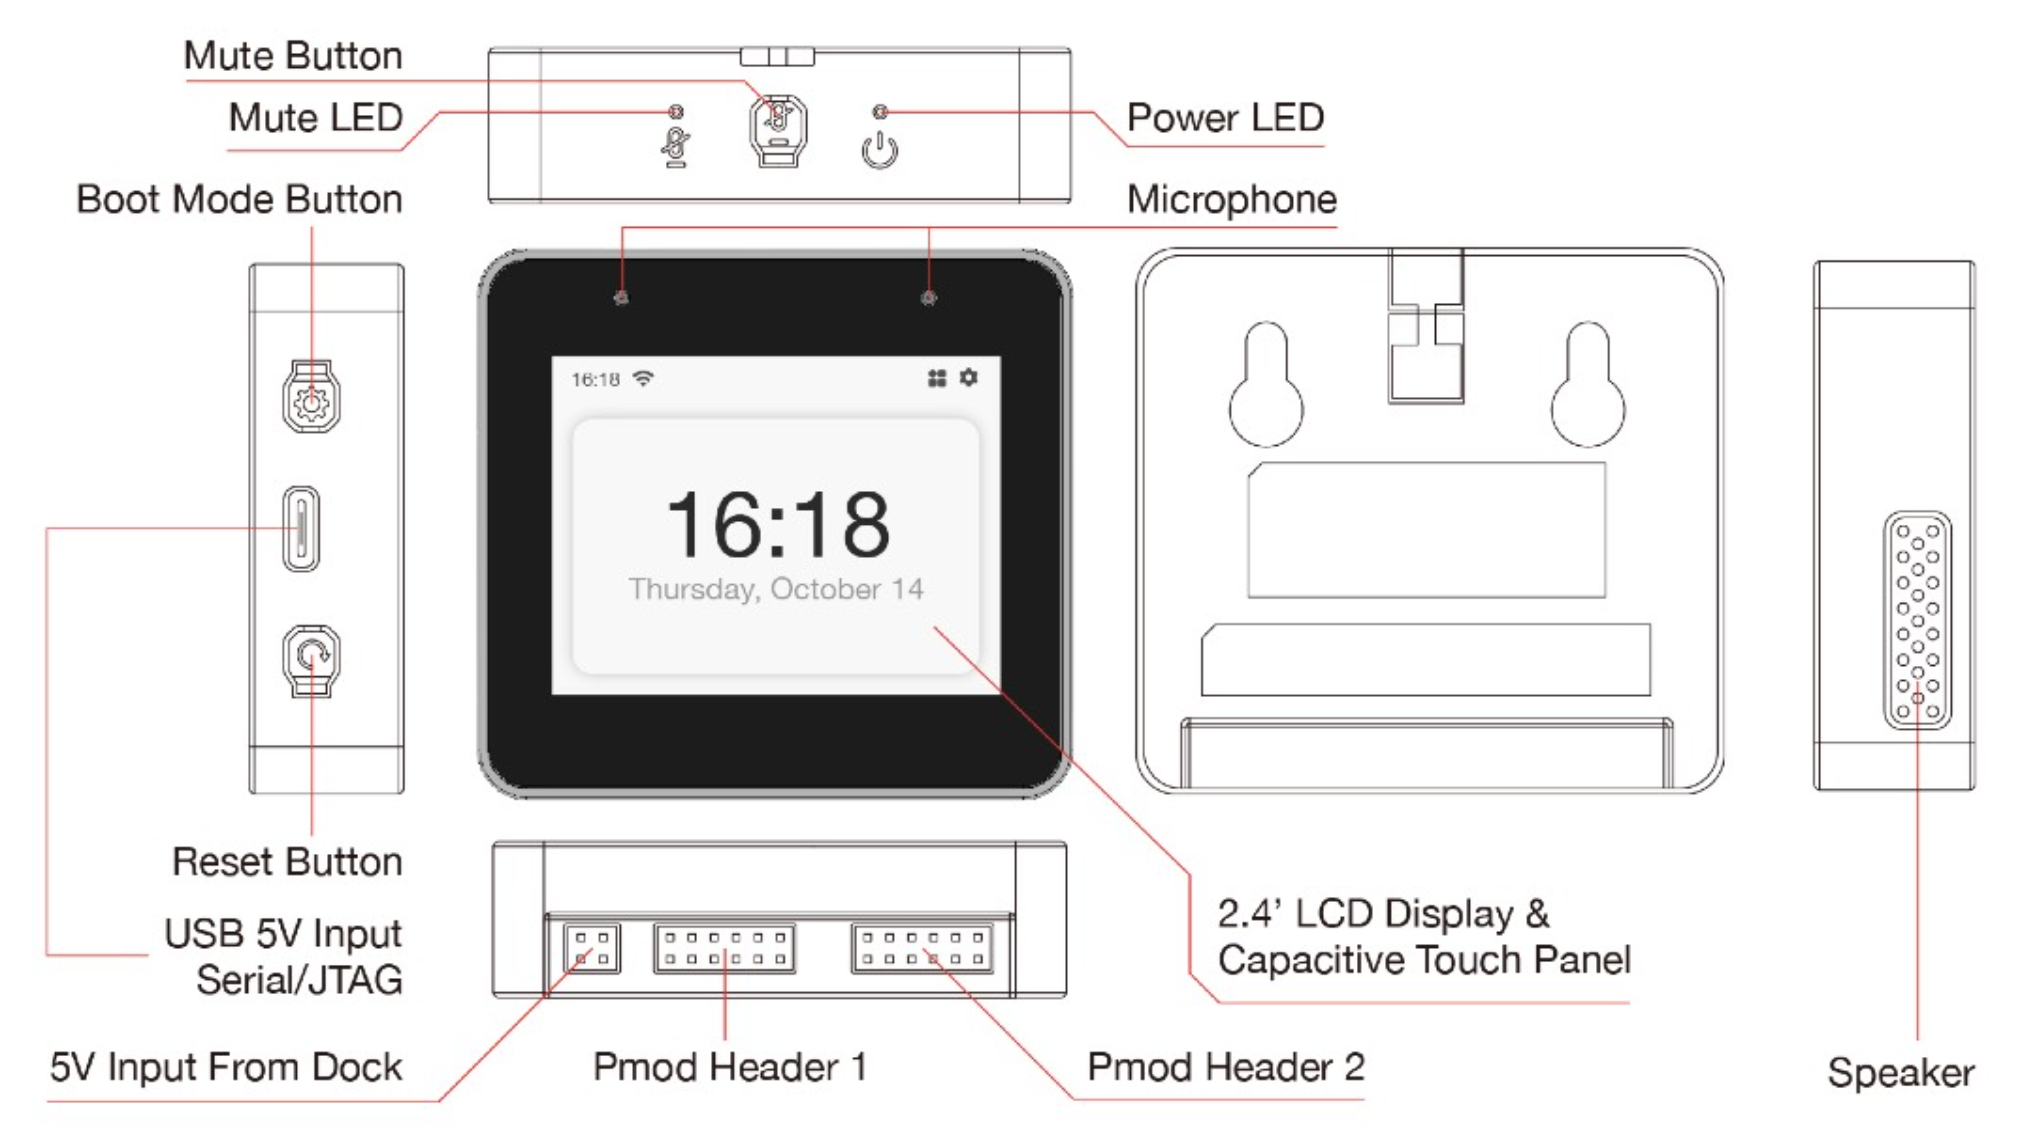 Mute Button
Mute LED
Power LED
Boot Mode Button
Microphone
16:18
16:18
Thursday, October 14
Reset Button
USB 5V Input
Serial/JTAG
2.4’ LCD Display &
Capacitive Touch Panel
5V Input From Dock
Pmod Header 1
Pmod Header 2
Speaker